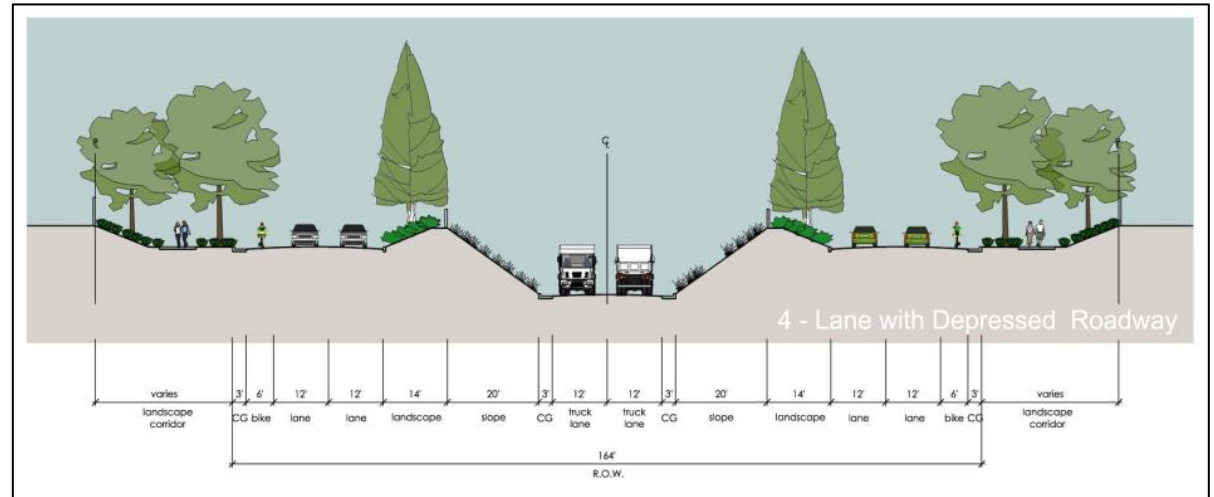 ℄
4 - Lane with Depressed Roadway
varies 3' 6' 12' 12' 14' 20' 3' 12' 12' 3' 20' 14' 12' 12' 6' 3' varies
landscape corridor CG bike lane lane landscape slope CG truck lane truck lane CG slope landscape lane lane bike CG landscape corridor
164'
R.O.W.